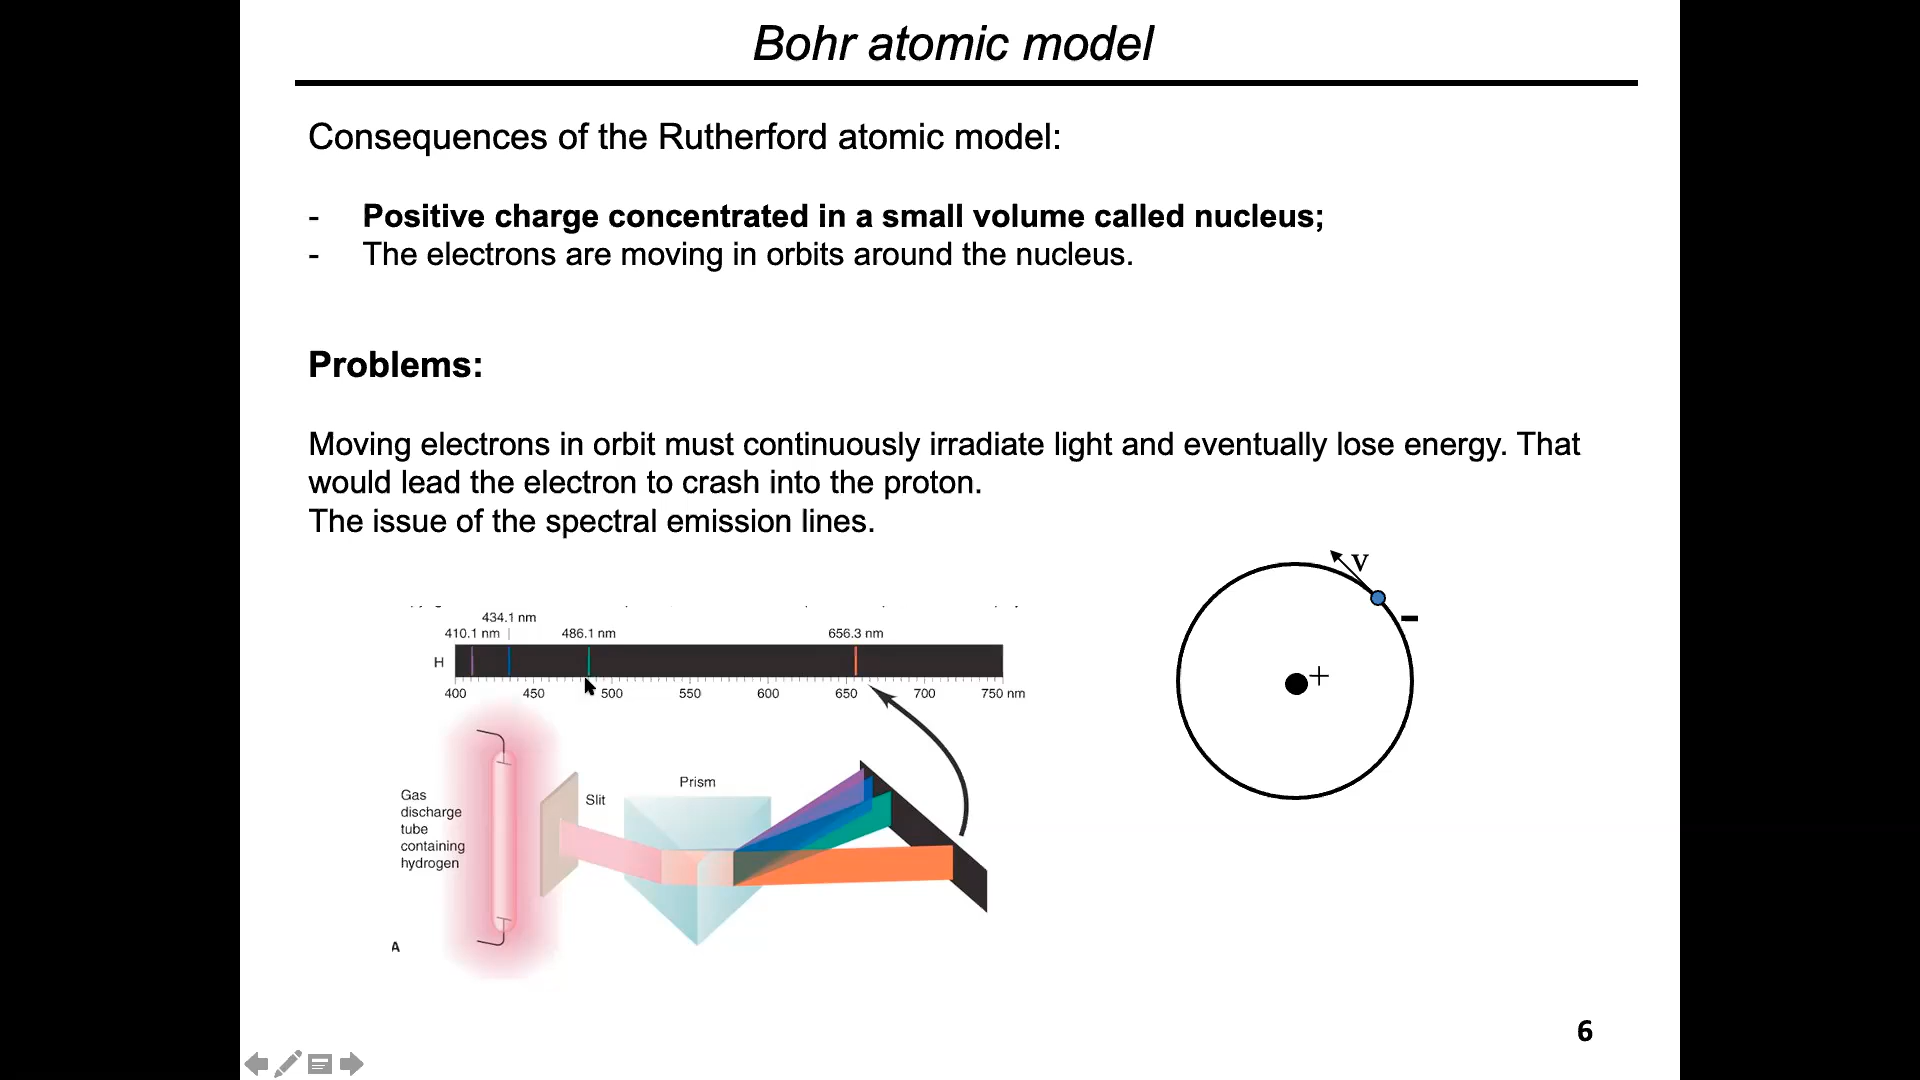 Bohr atomic model
Consequences of the Rutherford atomic model:
- Positive charge concentrated in a small volume called nucleus;
- The electrons are moving in orbits around the nucleus.
Problems:
Moving electrons in orbit must continuously irradiate light and eventually lose energy. That
would lead the electron to crash into the proton.
The issue of the spectral emission lines.
434.1 nm
410.1 nm 486.1 nm 656.3 nm
H
400 450 500 550 600 650 700 750 nm
v
-
+
Prism
Slit
Gas
discharge
tube
containing
hydrogen
A
6